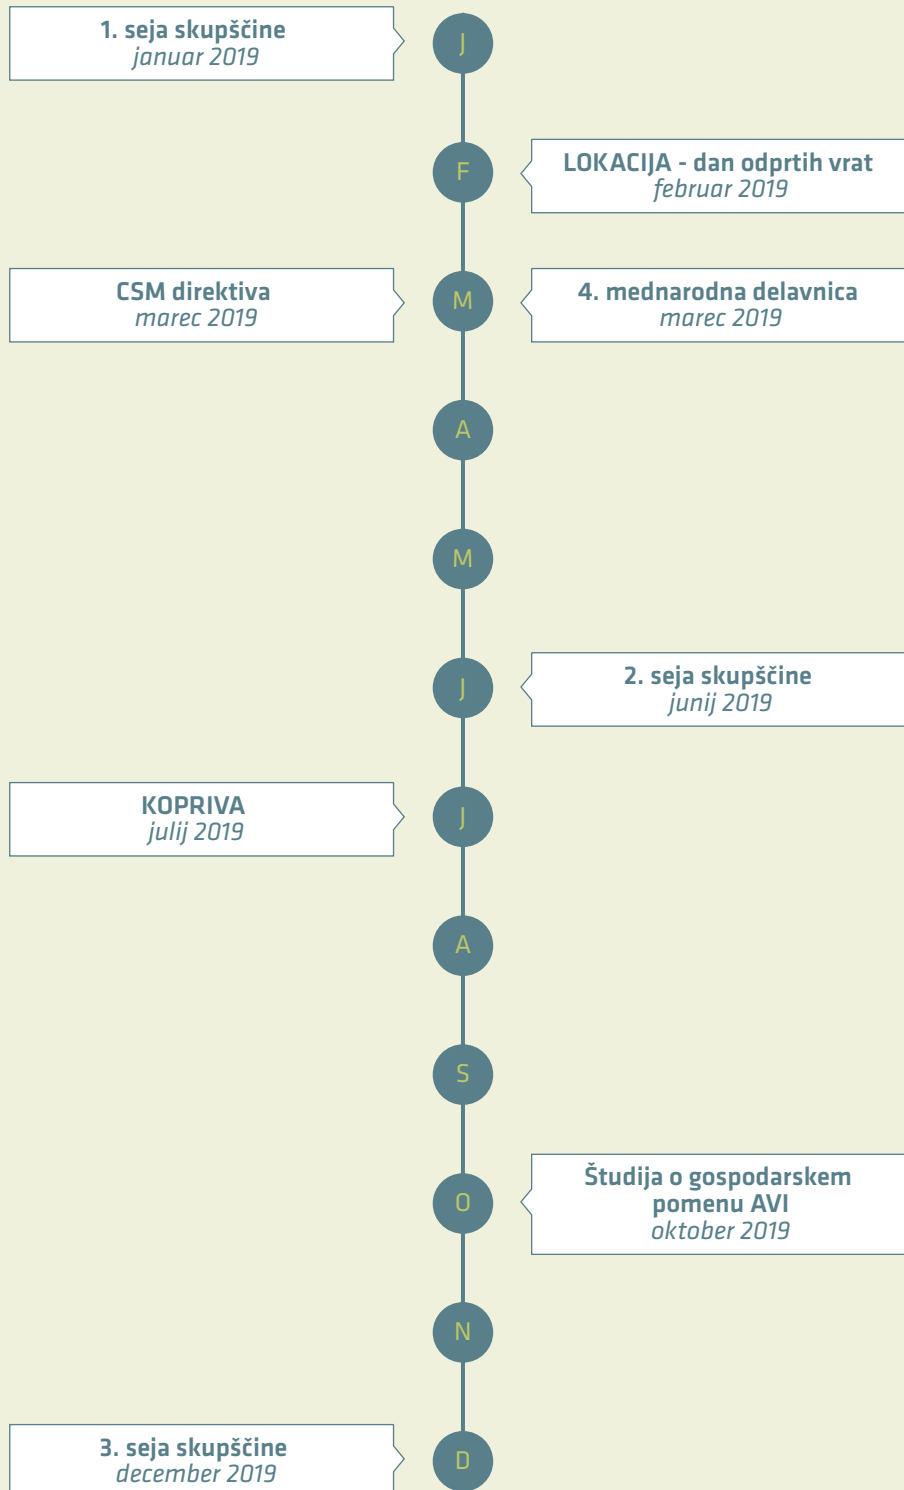 1. seja skupščine
januar 2019
J
F
LOKACIJA - dan odprtih vrat
februar 2019
CSM direktiva
marec 2019
M
4. mednarodna delavnica
marec 2019
A
M
J
2. seja skupščine
junij 2019
KOPRIVA
julij 2019
J
A
S
O
Študija o gospodarskem
pomenu AVI
oktober 2019
N
3. seja skupščine
december 2019
D